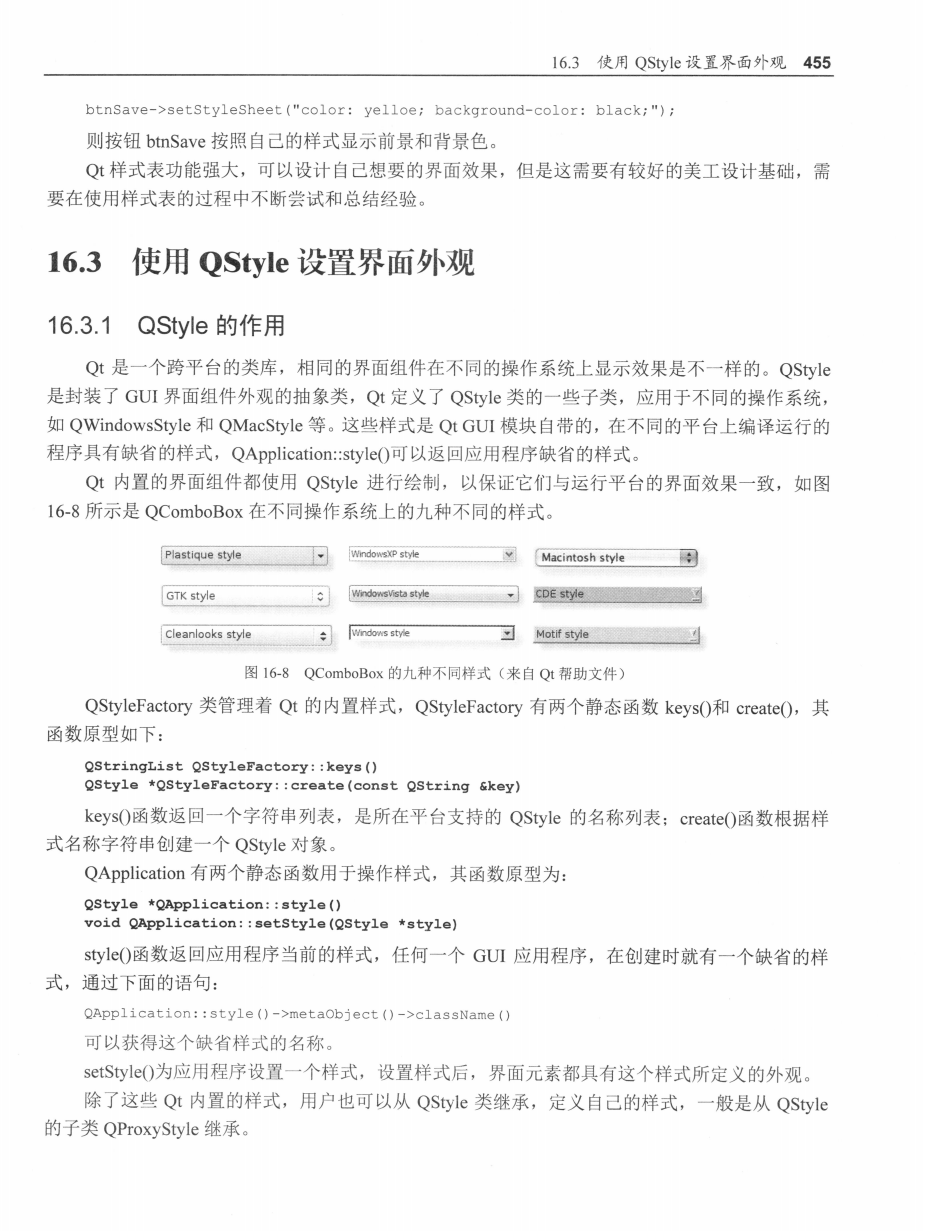 16.3 使用 QStyle 设置界面外观 455
btnSave->setStyleSheet("color: yelloe; background-color: black;");
则按钮 btnSave 按照自己的样式显示前景和背景色。
Qt 样式表功能强大，可以设计自己想要的界面效果，但是这需要有较好的美工设计基础，需
要在使用样式表的过程中不断尝试和总结经验。
16.3 使用 QStyle 设置界面外观
16.3.1 QStyle 的作用
Qt 是一个跨平台的类库，相同的界面组件在不同的操作系统上显示效果是不一样的。QStyle
是封装了 GUI 界面组件外观的抽象类，Qt 定义了 QStyle 类的一些子类，应用于不同的操作系统，
如 QWindowsStyle 和 QMacStyle 等。这些样式是 Qt GUI 模块自带的，在不同的平台上编译运行的
程序具有缺省的样式，QApplication::style()可以返回应用程序缺省的样式。
Qt 内置的界面组件都使用 QStyle 进行绘制，以保证它们与运行平台的界面效果一致，如图
16-8 所示是 QComboBox 在不同操作系统上的九种不同的样式。
Plastique style WindowsXP style Macintosh style
GTK style WindowsVista style CDE style
Cleanlooks style Windows style Motif style
图 16-8 QComboBox 的九种不同样式（来自 Qt 帮助文件）
QStyleFactory 类管理着 Qt 的内置样式，QStyleFactory 有两个静态函数 keys()和 create()，其
函数原型如下：
QStringList QStyleFactory::keys()
QStyle *QStyleFactory::create(const QString &key)
keys()函数返回一个字符串列表，是所在平台支持的 QStyle 的名称列表；create()函数根据样
式名称字符串创建一个 QStyle 对象。
QApplication 有两个静态函数用于操作样式，其函数原型为：
QStyle *QApplication::style()
void QApplication::setStyle(QStyle *style)
style()函数返回应用程序当前的样式，任何一个 GUI 应用程序，在创建时就有一个缺省的样
式，通过下面的语句：
QApplication::style()->metaObject()->className()
可以获得这个缺省样式的名称。
setStyle()为应用程序设置一个样式，设置样式后，界面元素都具有这个样式所定义的外观。
除了这些 Qt 内置的样式，用户也可以从 QStyle 类继承，定义自己的样式，一般是从 QStyle
的子类 QProxyStyle 继承。